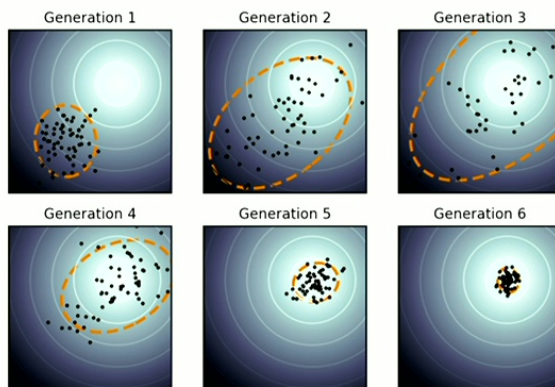 Generation 1
Generation 2
Generation 3
Generation 4
Generation 5
Generation 6